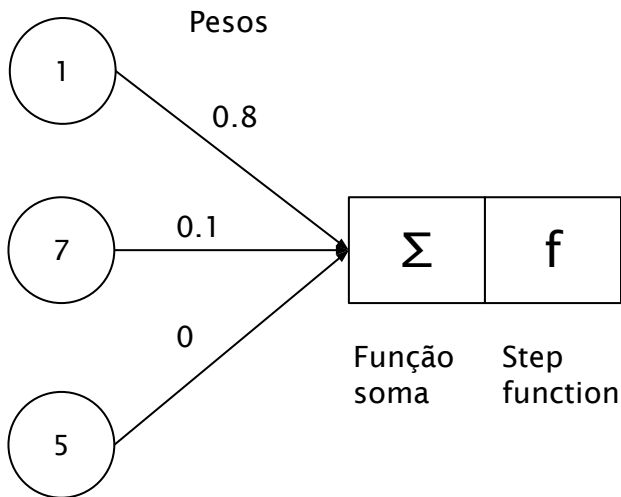 Pesos
1
0.8
7
0.1
Σ
f
0
Função
soma
Step
function
5